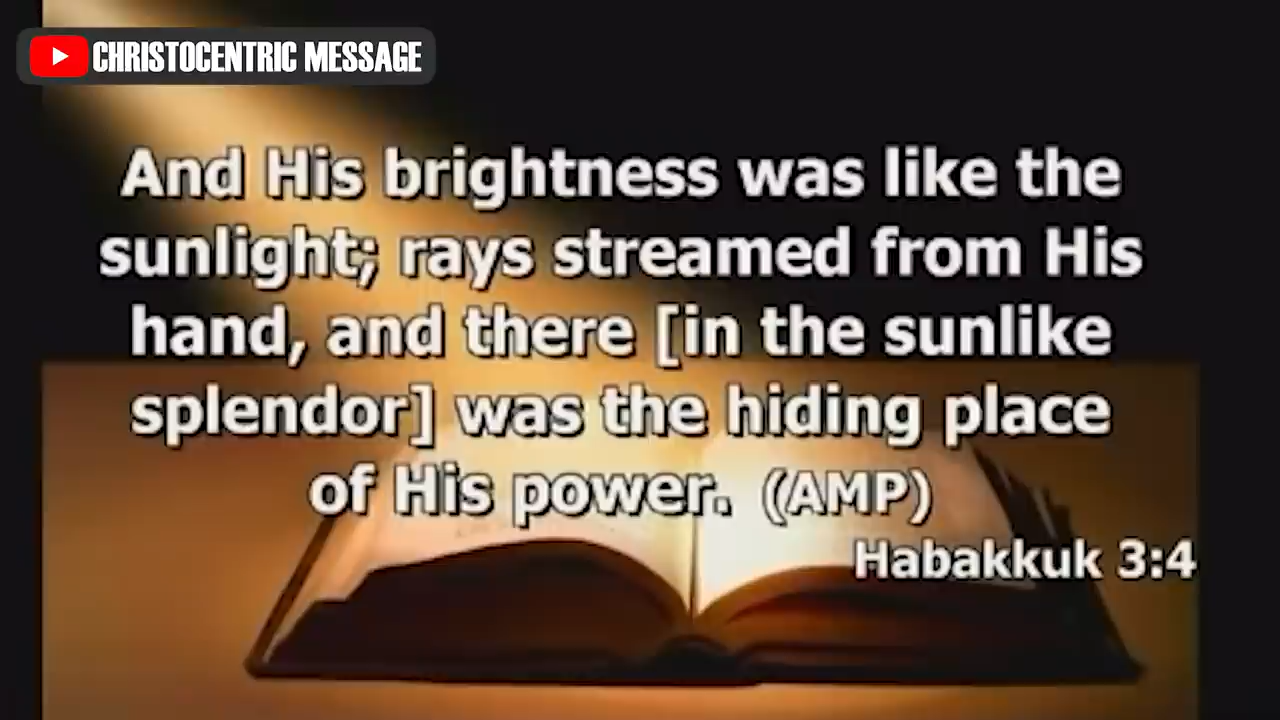 CHRISTOCENTRIC MESSAGE
And His brightness was like the
sunlight; rays streamed from His
hand, and there [in the sunlike
splendor] was the hiding place
of His power. (AMP)
Habakkuk 3:4